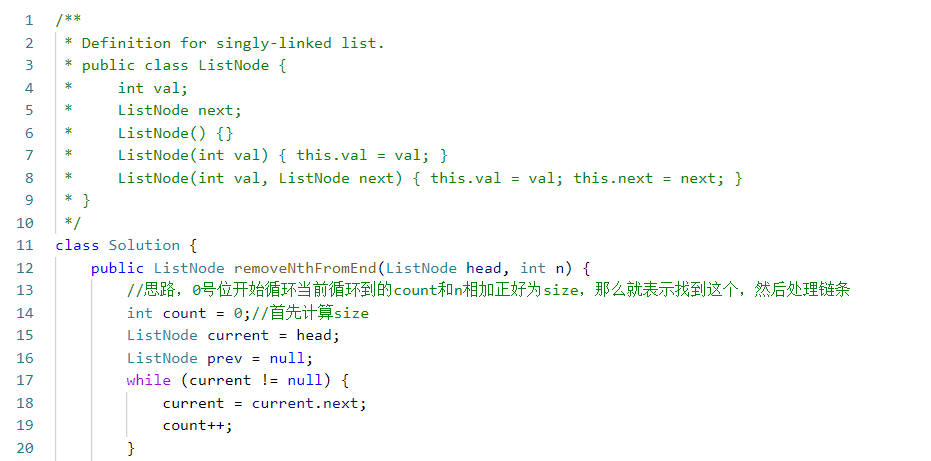 1 /**
2  * Definition for singly-linked list.
3  * public class ListNode {
4  *     int val;
5  *     ListNode next;
6  *     ListNode() {}
7  *     ListNode(int val) { this.val = val; }
8  *     ListNode(int val, ListNode next) { this.val = val; this.next = next; }
9  * }
10  */
11 class Solution {
12     public ListNode removeNthFromEnd(ListNode head, int n) {
13         //思路，0号位开始循环当前循环到的count和n相加正好为size，那么就表示找到这个，然后处理链条
14         int count = 0;//首先计算size
15         ListNode current = head;
16         ListNode prev = null;
17         while (current != null) {
18             current = current.next;
19             count++;
20         }